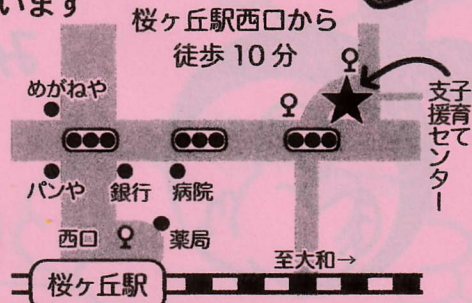 います
桜ヶ丘駅西口から
徒歩10分
めがねや
子育て
支援センター
パンや
銀行
病院
西口
薬局
至大和→
桜ヶ丘駅